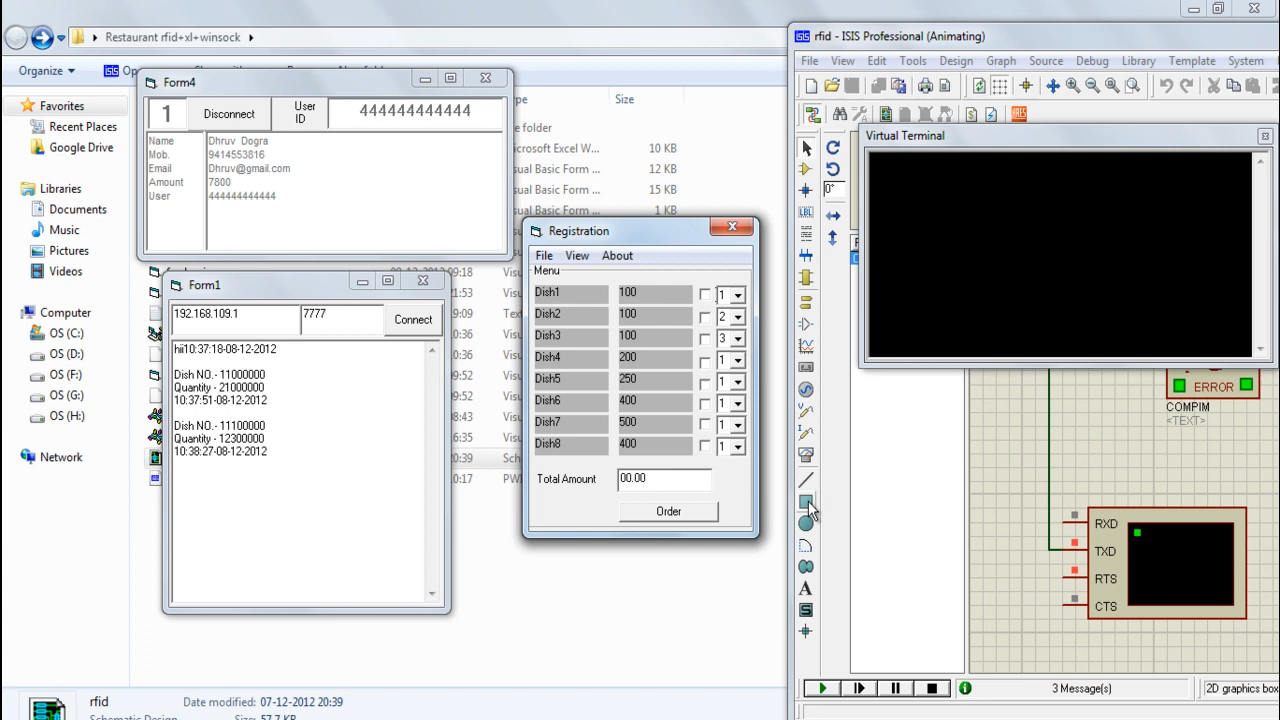 Restaurant rfid+xl+winsock
Organize
Favorites
Recent Places
Google Drive
Libraries
Documents
Music
Pictures
Videos
Computer
OS (C:)
OS (D:)
OS (F:)
OS (G:)
OS (H:)
Network
Size
e folder
icrosoft Excel W... 10 KB
sual Basic Form ... 12 KB
sual Basic Form ... 15 KB
sual Basic Form ... 1 KB
Form4
1 Disconnect User ID 444444444444
Name Dhruv Dogra
Mob. 9414553816
Email Dhruv@gmail.com
Amount 7800
User 444444444444
Form1
192.168.109.1 7777 Connect
hii10:37:18-08-12-2012
Dish NO.- 11000000
Quantity - 21000000
10:37:51-08-12-2012
Dish NO.- 11100000
Quantity - 12300000
10:38:27-08-12-2012
Registration
File View About
Menu
Dish1 100 1
Dish2 100 2
Dish3 100 3
Dish4 200 1
Dish5 250 1
Dish6 400 1
Dish7 500 1
Dish8 400 1
Total Amount 00.00
Order
rfid - ISIS Professional (Animating)
File View Edit Tools Design Graph Source Debug Library Template System
Virtual Terminal
LBL
0°
A
S
ERROR
COMPIM
<TEXT>
RXD
TXD
RTS
CTS
3 Message(s)
2D graphics box
rfid Date modified: 07-12-2012 20:39